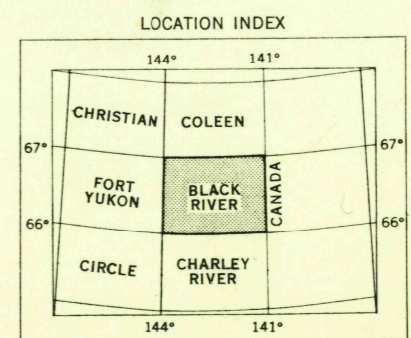 LOCATION INDEX
144° 141°
CHRISTIAN COLEEN
67° 67°
FORT YUKON
BLACK RIVER
CANADA
66° 66°
CIRCLE
CHARLEY RIVER
144° 141°